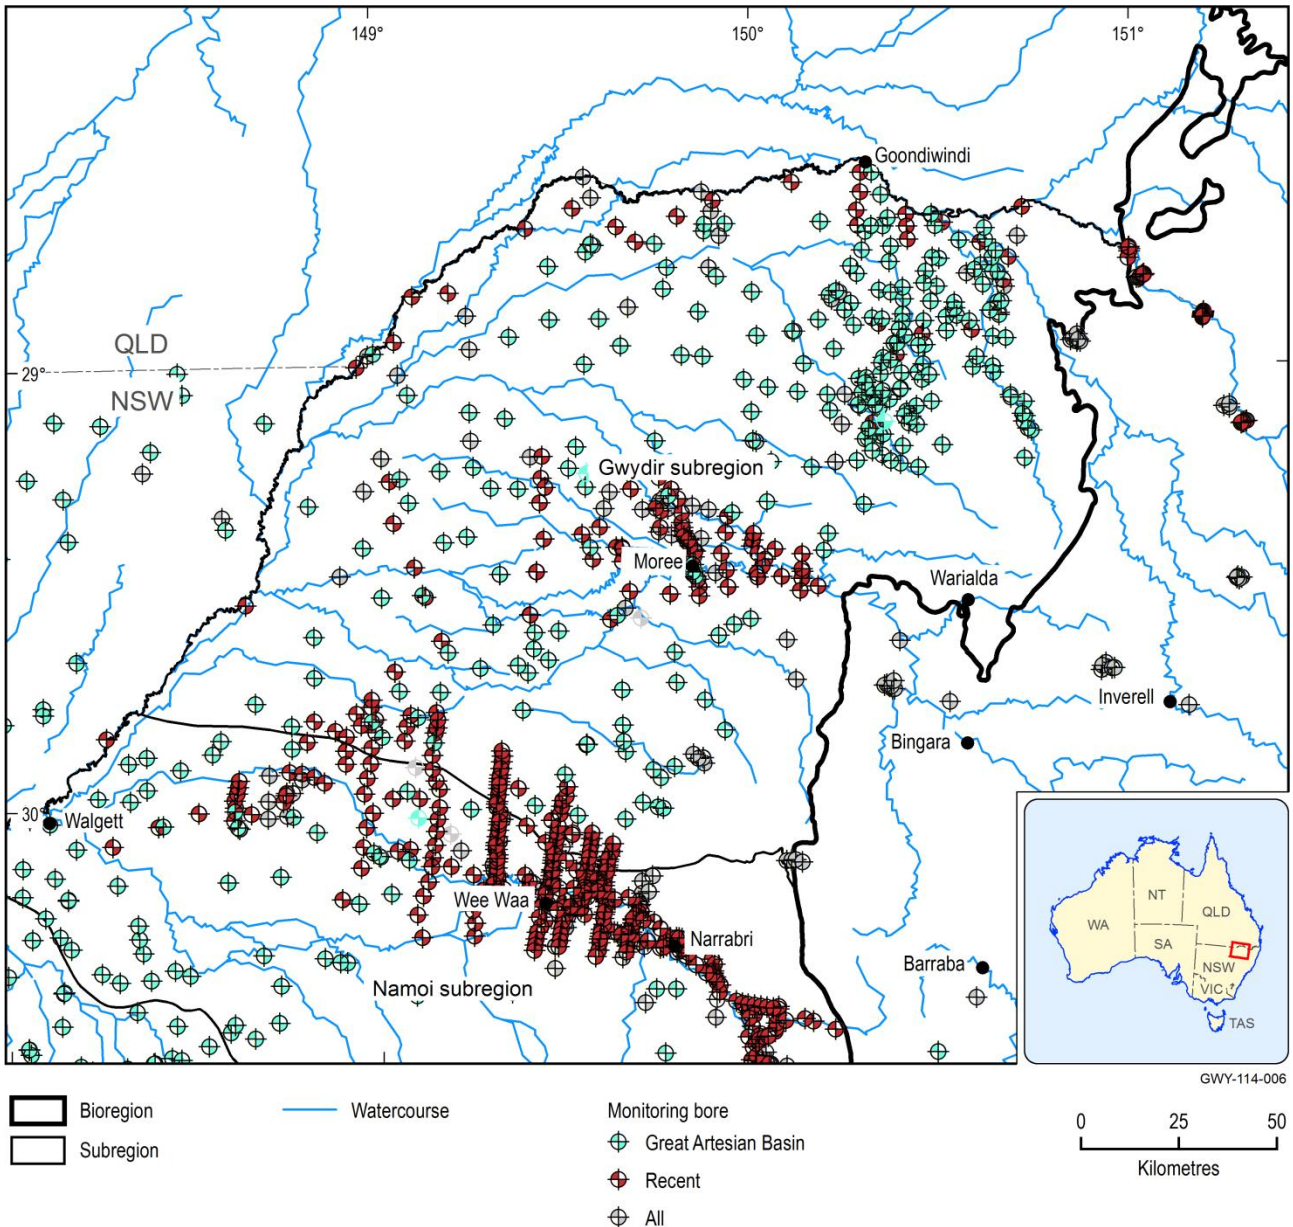 149°
150°
151°
Goondiwindi
QLD
29°
NSW
Gwydir subregion
Moree
Warialda
Inverell
Bingara
30°
Walgett
Wee Waa
Narrabri
Barraba
Namoi subregion
NT
QLD
WA
SA
NSW
VIC
TAS
GWY-114-006
Bioregion
Watercourse
Monitoring bore
Subregion
Great Artesian Basin
Recent
All
0 25 50
Kilometres